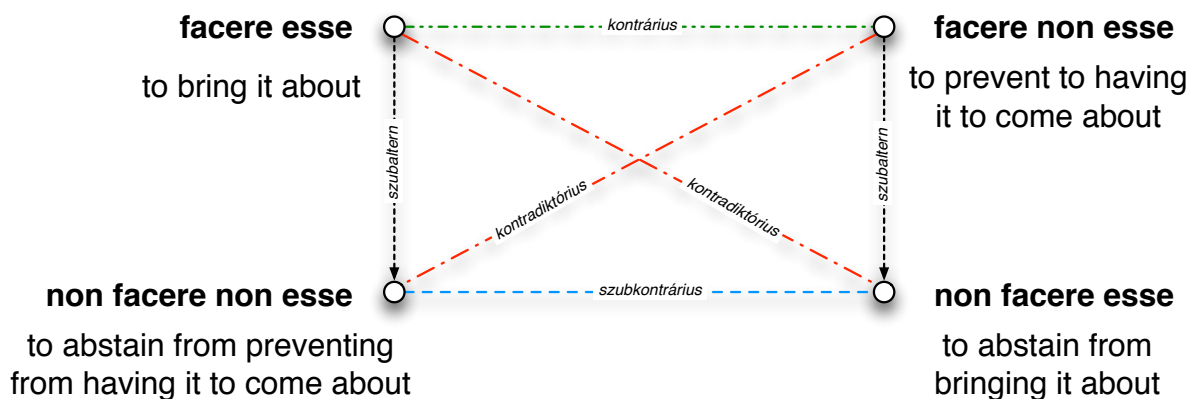 facere esse
to bring it about
kontrárius
facere non esse
to prevent to having
it to come about
szubaltern
kontradiktórius
kontradiktórius
szubaltern
non facere non esse
to abstain from preventing
from having it to come about
szubkontrárius
non facere esse
to abstain from
bringing it about